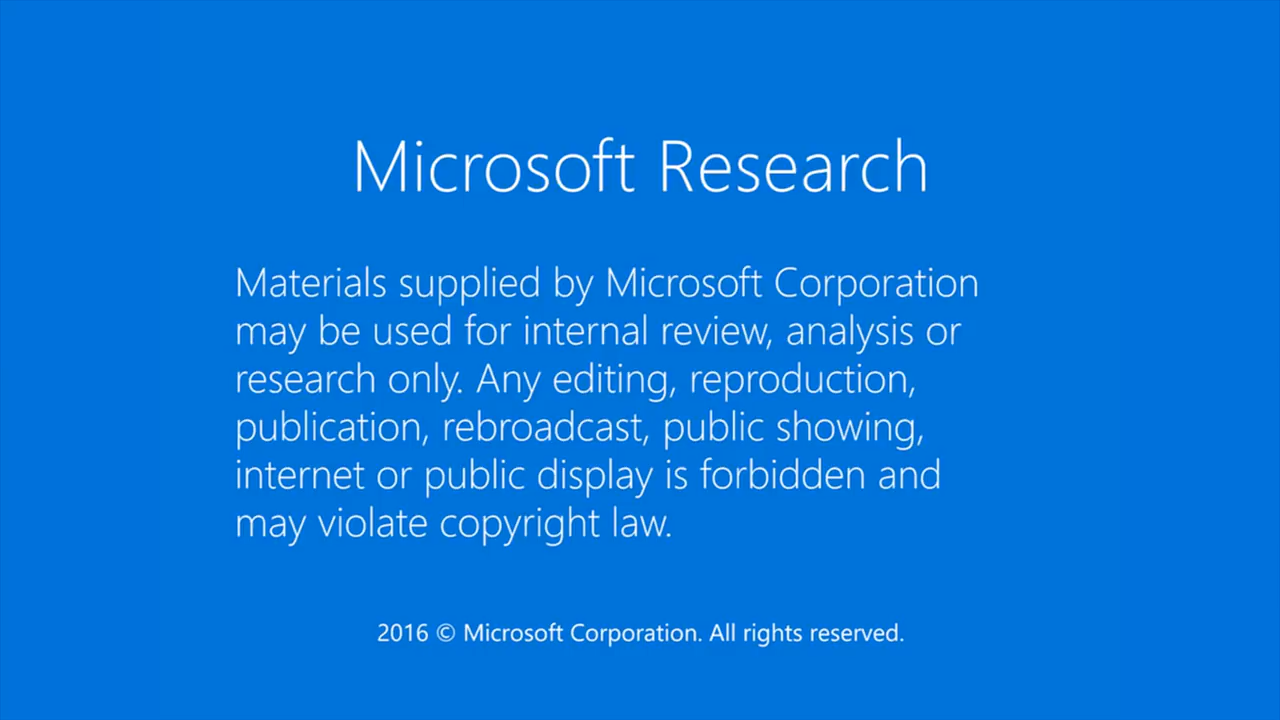 Microsoft Research
Materials supplied by Microsoft Corporation
may be used for internal review, analysis or
research only. Any editing, reproduction,
publication, rebroadcast, public showing,
internet or public display is forbidden and
may violate copyright law.
2016 © Microsoft Corporation. All rights reserved.